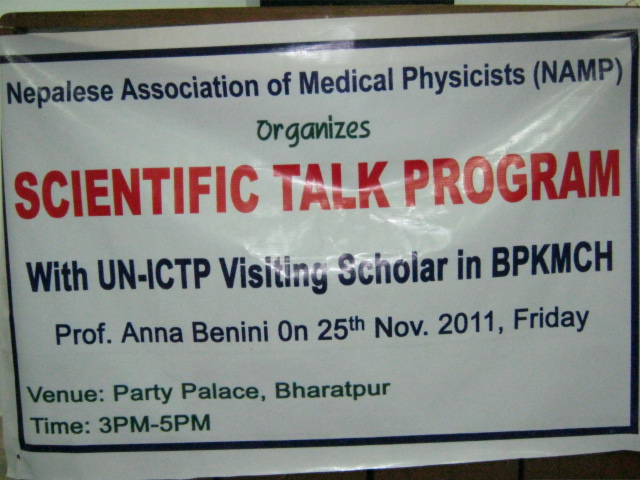 Nepalese Association of Medical Physicists (NAMP)
Organizes
SCIENTIFIC TALK PROGRAM
With UN-ICTP Visiting Scholar in BPKMCH
Prof. Anna Benini 0n 25th Nov. 2011, Friday
Venue: Party Palace, Bharatpur
Time: 3PM-5PM